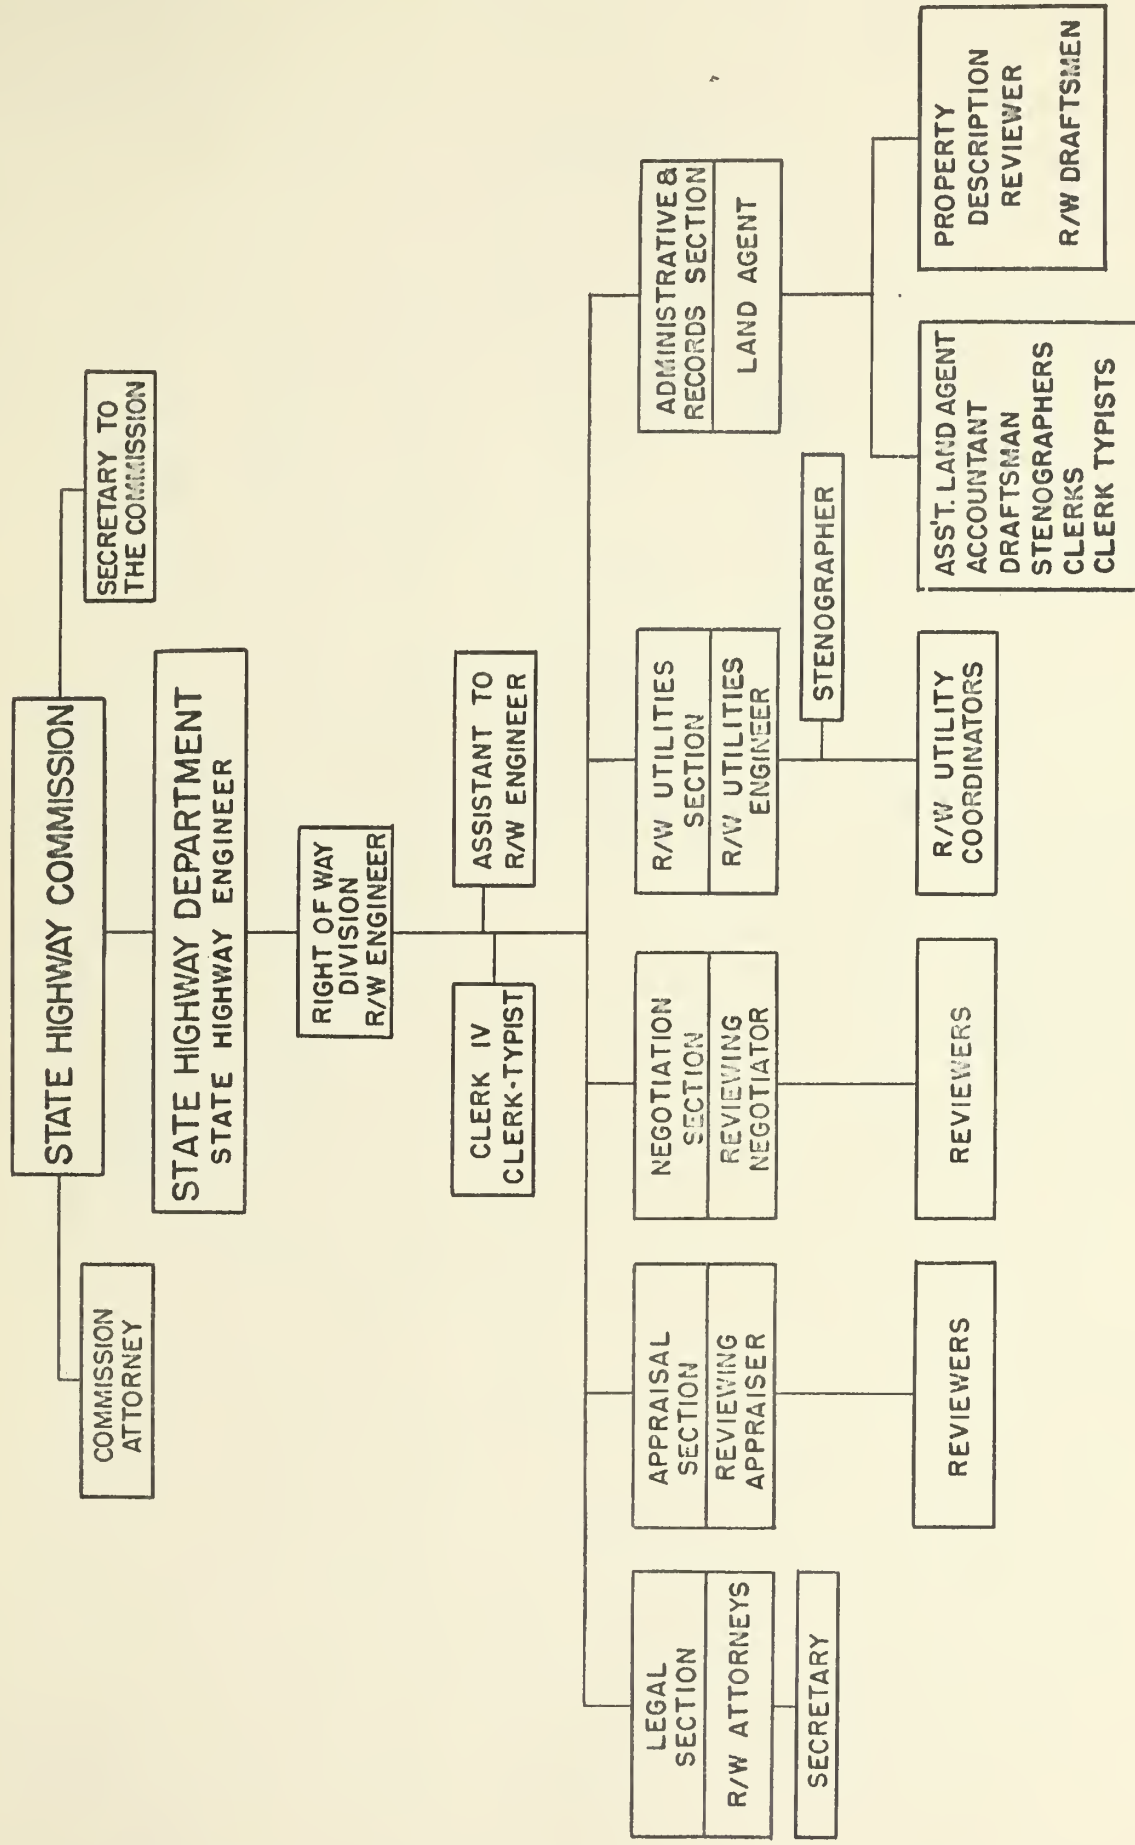 STATE HIGHWAY COMMISSION
COMMISSION
ATTORNEY
SECRETARY TO
THE COMMISSION
STATE HIGHWAY DEPARTMENT
STATE HIGHWAY ENGINEER
RIGHT OF WAY
DIVISION
R/W ENGINEER
CLERK IV
CLERK-TYPIST
ASSISTANT TO
R/W ENGINEER
LEGAL
SECTION
R/W ATTORNEYS
SECRETARY
APPRAISAL
SECTION
REVIEWING
APPRAISER
REVIEWERS
NEGOTIATION
SECTION
REVIEWING
NEGOTIATOR
REVIEWERS
R/W UTILITIES
SECTION
R/W UTILITIES
ENGINEER
STENOGRAPHER
R/W UTILITY
COORDINATORS
ADMINISTRATIVE &
RECORDS SECTION
LAND AGENT
ASS'T. LAND AGENT
ACCOUNTANT
DRAFTSMAN
STENOGRAPHERS
CLERKS
CLERK TYPISTS
PROPERTY
DESCRIPTION
REVIEWER
R/W DRAFTSMEN